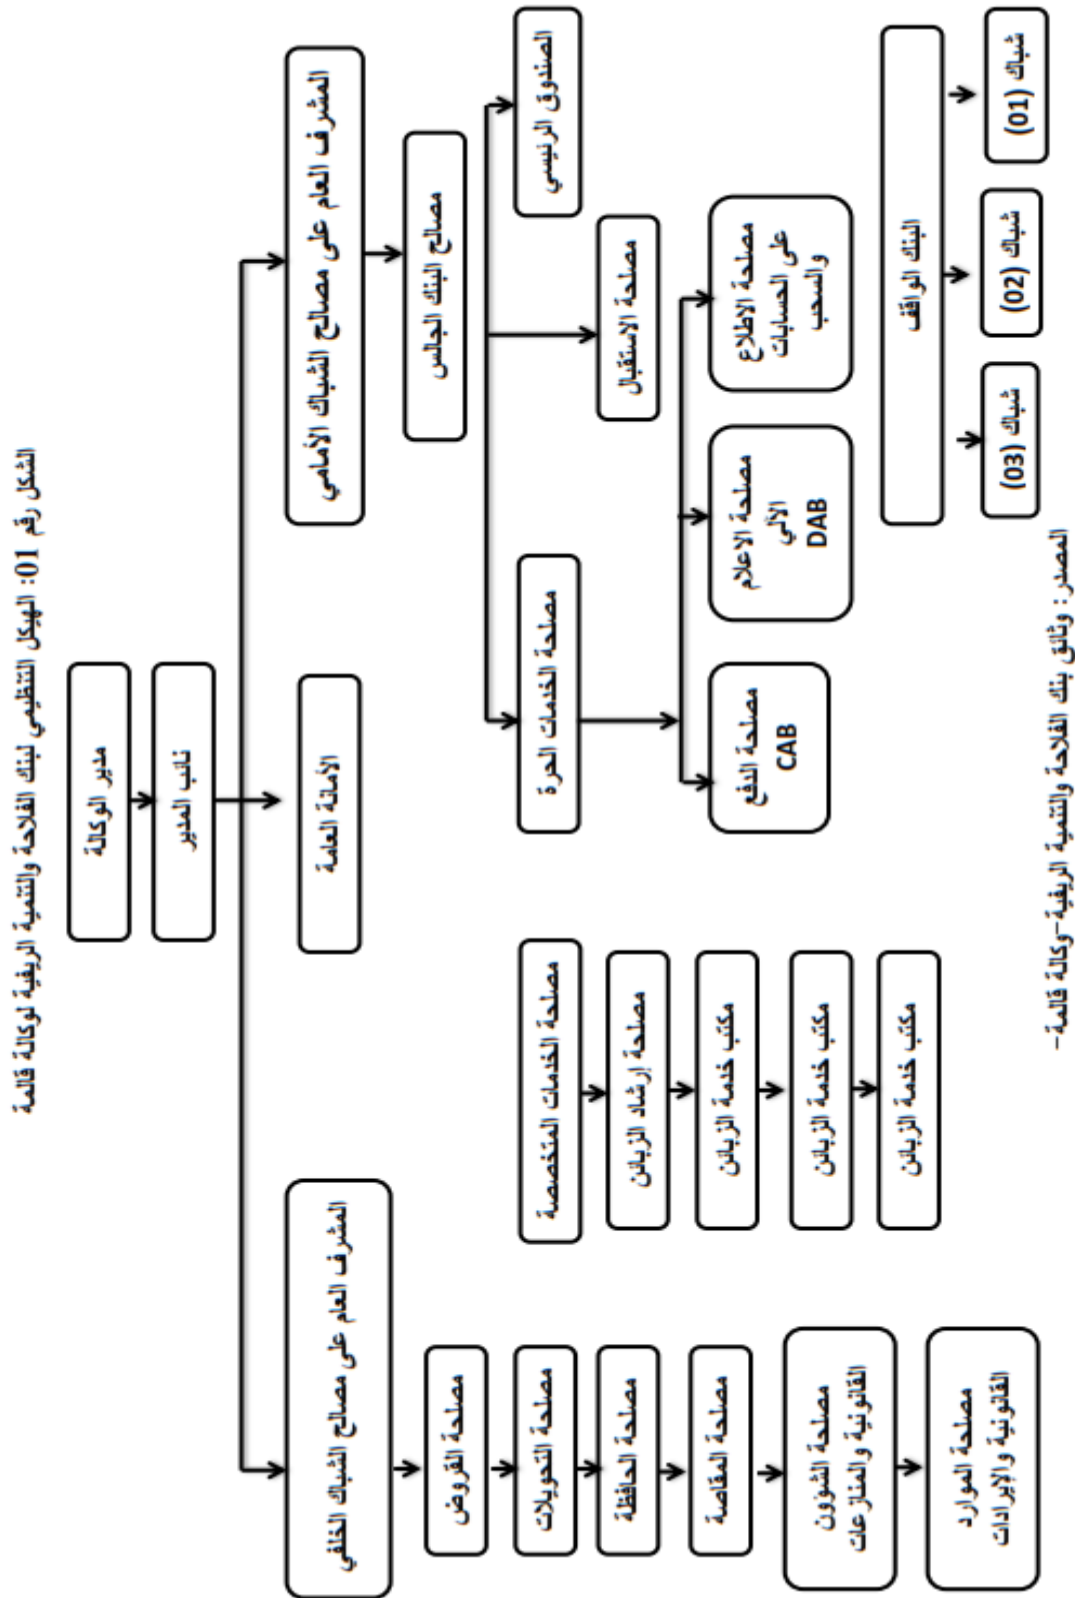 الشكل رقم 01: الهيكل التنظيمي لبنك الفلاحة والتنمية الريفية لوكالة قالمة
مدير الوكالة
نائب المدير
المشرف العام على مصالح الشباك الأمامي
الأمانة العامة
المشرف العام على مصالح الشباك الخلفي
مصالح البنك الجالس
الصندوق الرئيسي
مصلحة الاستقبال
مصلحة الخدمات الحرة
مصلحة الاطلاع
على الحسابات
والسحب
مصلحة الاعلام
الألي
DAB
مصلحة الدفع
CAB
البنك الواقف
شباك (01)
شباك (02)
شباك (03)
مصلحة الخدمات المتخصصة
مصلحة إرشاد الزبائن
مكتب خدمة الزبائن
مكتب خدمة الزبائن
مكتب خدمة الزبائن
مصلحة القروض
مصلحة التحويلات
مصلحة الحافظة
مصلحة المقاصة
مصلحة الشؤون
القانونية والمنازعات
مصلحة الموارد
القانونية والإيرادات
المصدر: وثائق بنك الفلاحة والتنمية الريفية-وكالة قالمة-